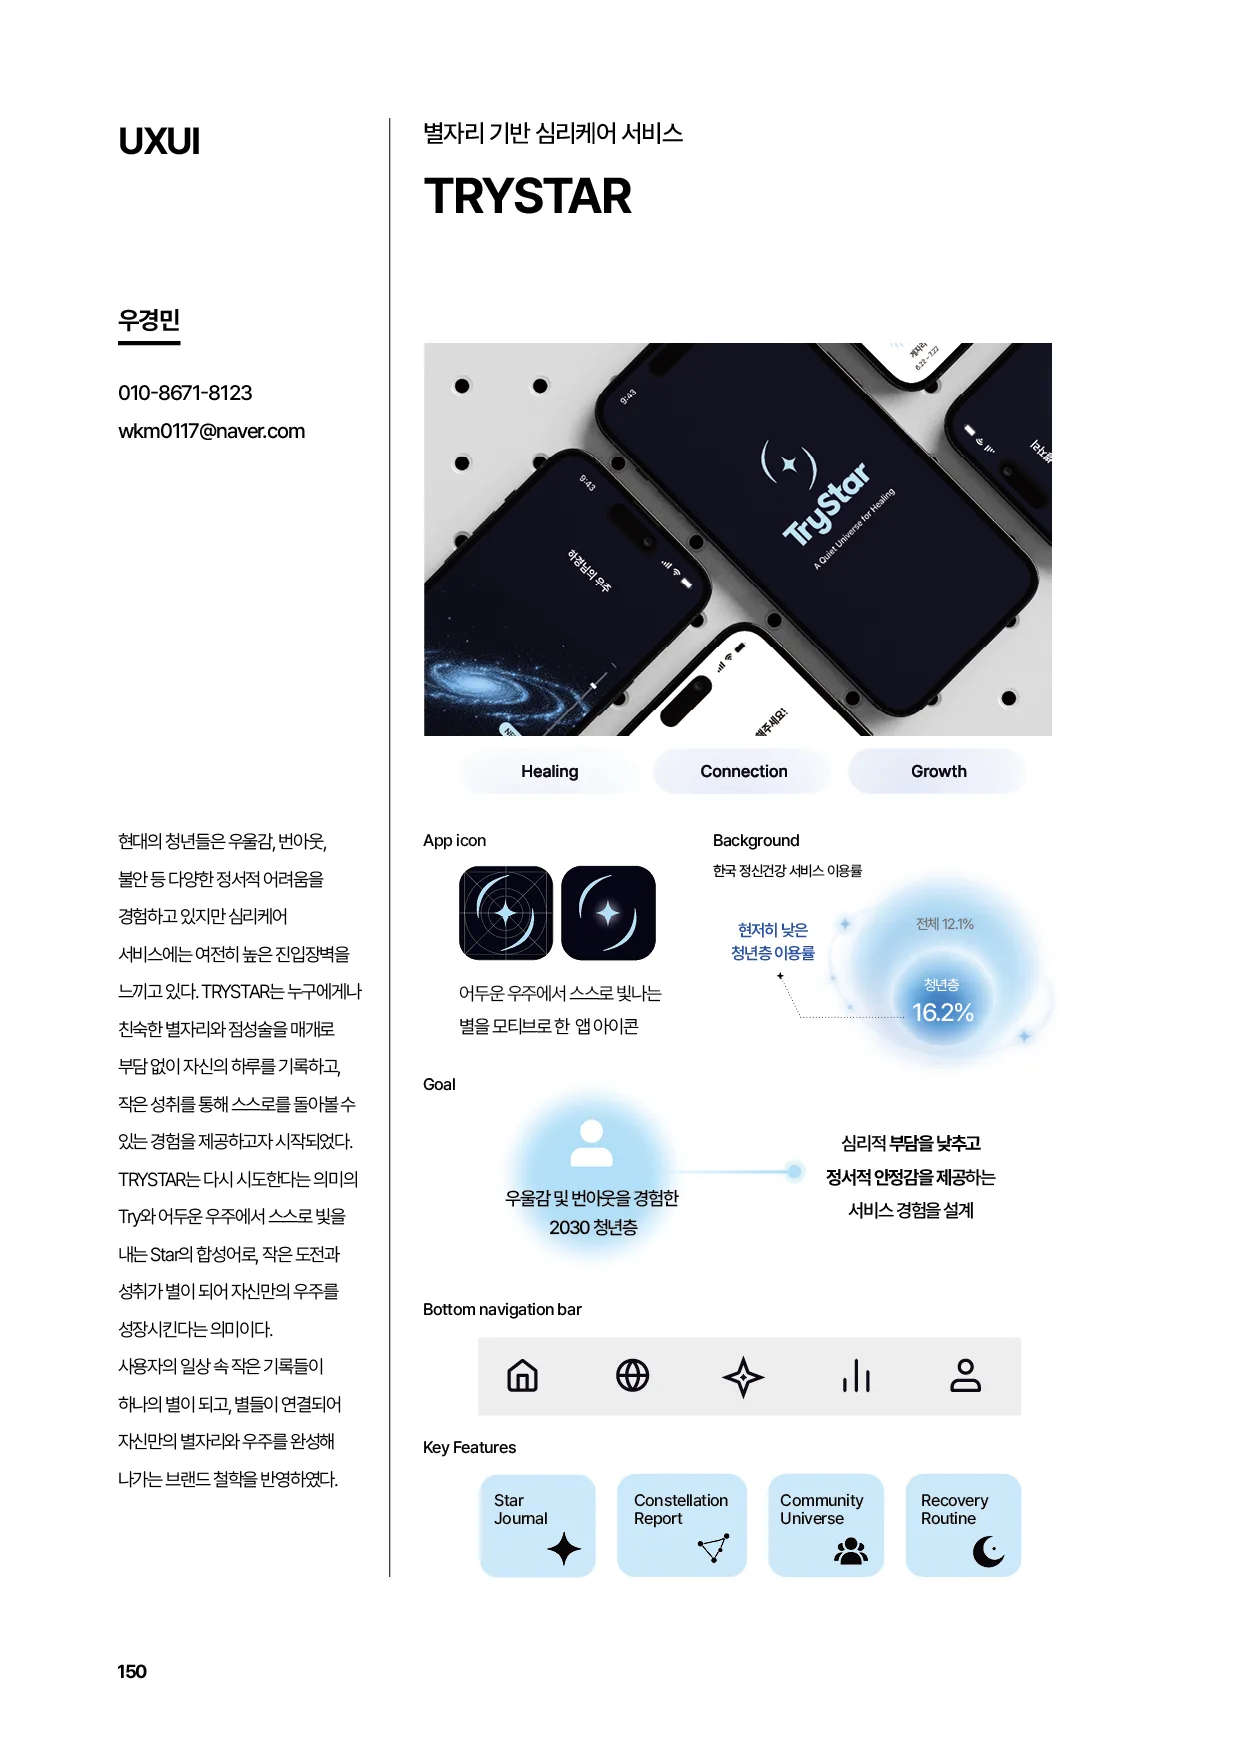 UXUI
별자리 기반 심리케어 서비스
TRYSTAR
우경민
010-8671-8123
wkm0117@naver.com
9:43
TryStar
A Quiet Universe for Healing
게자리
6.22 - 7.22
별자리
9:43
하경님의 우주
해주세요!
Healing
Connection
Growth
현대의 청년들은 우울감, 번아웃,
불안 등 다양한 정서적 어려움을
경험하고 있지만 심리케어
서비스에는 여전히 높은 진입장벽을
느끼고 있다. TRYSTAR는 누구에게나
친숙한 별자리와 점성술을 매개로
부담 없이 자신의 하루를 기록하고,
작은 성취를 통해 스스로를 돌아볼 수
있는 경험을 제공하고자 시작되었다.
TRYSTAR는 다시 시도한다는 의미의
Try와 어두운 우주에서 스스로 빛을
내는 Star의 합성어로, 작은 도전과
성취가 별이 되어 자신만의 우주를
성장시킨다는 의미이다.
사용자의 일상 속 작은 기록들이
하나의 별이 되고, 별들이 연결되어
자신만의 별자리와 우주를 완성해
나가는 브랜드 철학을 반영하였다.
App icon
어두운 우주에서 스스로 빛나는
별을 모티브로 한 앱 아이콘
Background
한국 정신건강 서비스 이용률
현저히 낮은
청년층 이용률
전체 12.1%
청년층
16.2%
Goal
우울감 및 번아웃을 경험한
2030 청년층
심리적 부담을 낮추고
정서적 안정감을 제공하는
서비스 경험을 설계
Bottom navigation bar
Key Features
Star
Journal
Constellation
Report
Community
Universe
Recovery
Routine
150